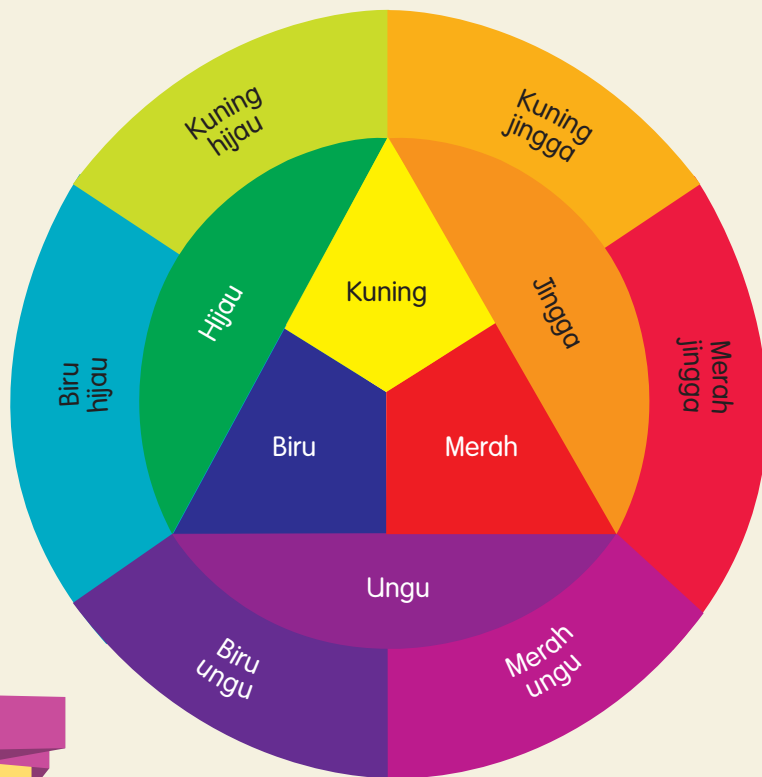 Kuning
hijau
Kuning
jingga
Hijau
Kuning
Jingga
Biru
hijau
Merah
jingga
Biru
Merah
Ungu
Biru
ungu
Merah
ungu